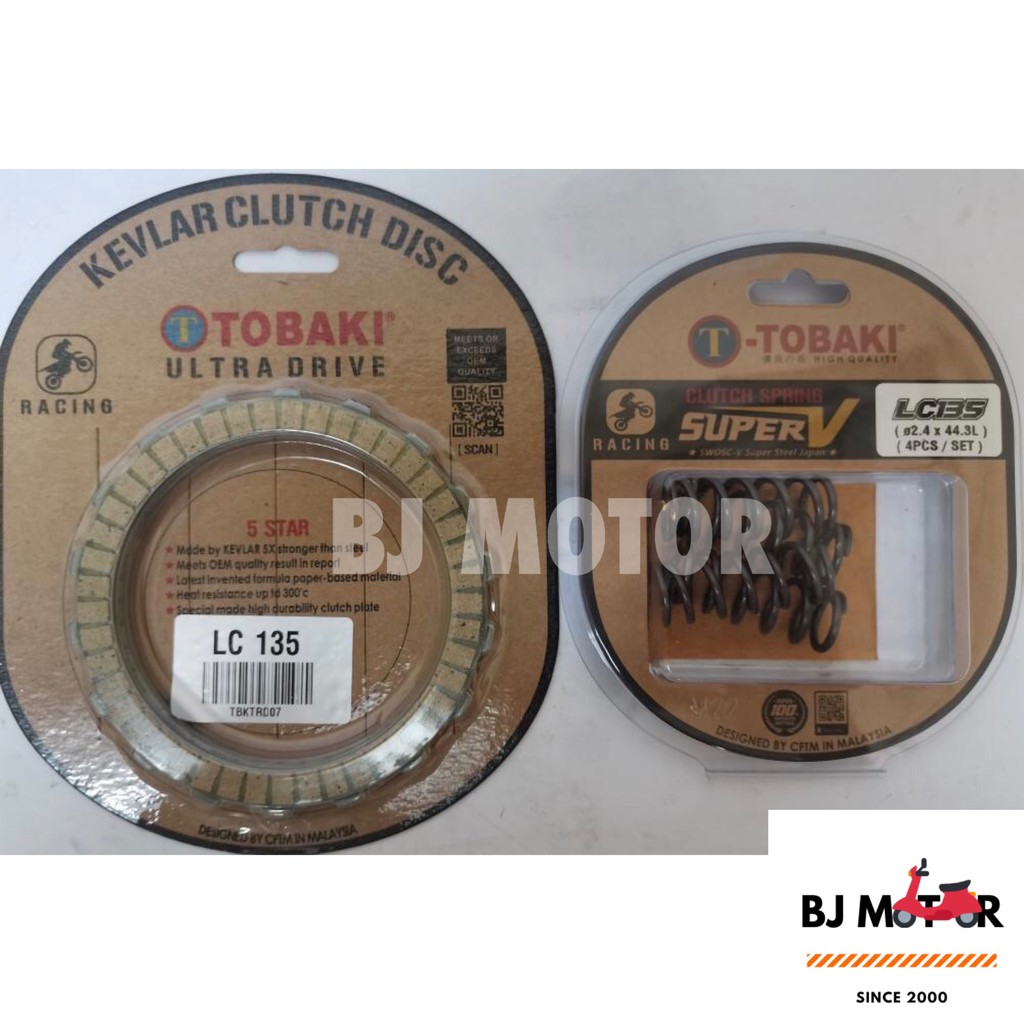 KEVLAR CLUTCH DISC
T TOBAKI®
ULTRA DRIVE
RACING
MEETS OR
EXCEEDS
OEM
QUALITY
[ SCAN ]
5 STAR
★ Made by KEVLAR 5X stronger than steel
★ Meets OEM quality result in report
★ Latest invented formula paper-based material
★ Heat resistance up to 300'c
★ Special made high durability clutch plate
LC 135
TBKTR007
DESIGNED BY CFTM IN MALAYSIA
T-TOBAKI®
HIGH QUALITY
CLUTCH SPRING
SUPER V
★ SWOSC-V Super Steel Japan ★
RACING
LC135
( ø2.4 x 44.3L )
( 4PCS / SET )
100
DESIGNED BY CFTM IN MALAYSIA
BJ MOTOR
BJ MOTOR
SINCE 2000